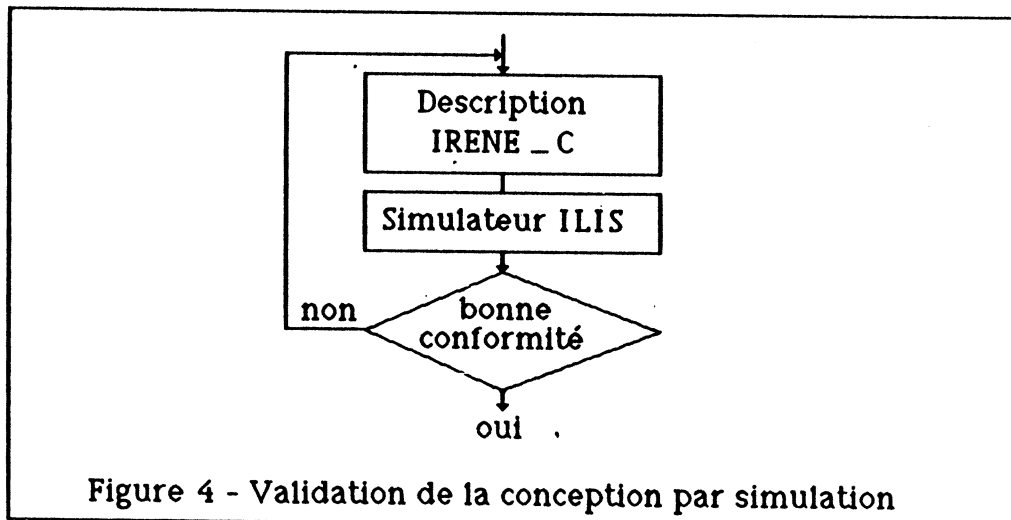 Description
IRENE _ C
Simulateur ILIS
non
bonne
conformité
oui
Figure 4 - Validation de la conception par simulation